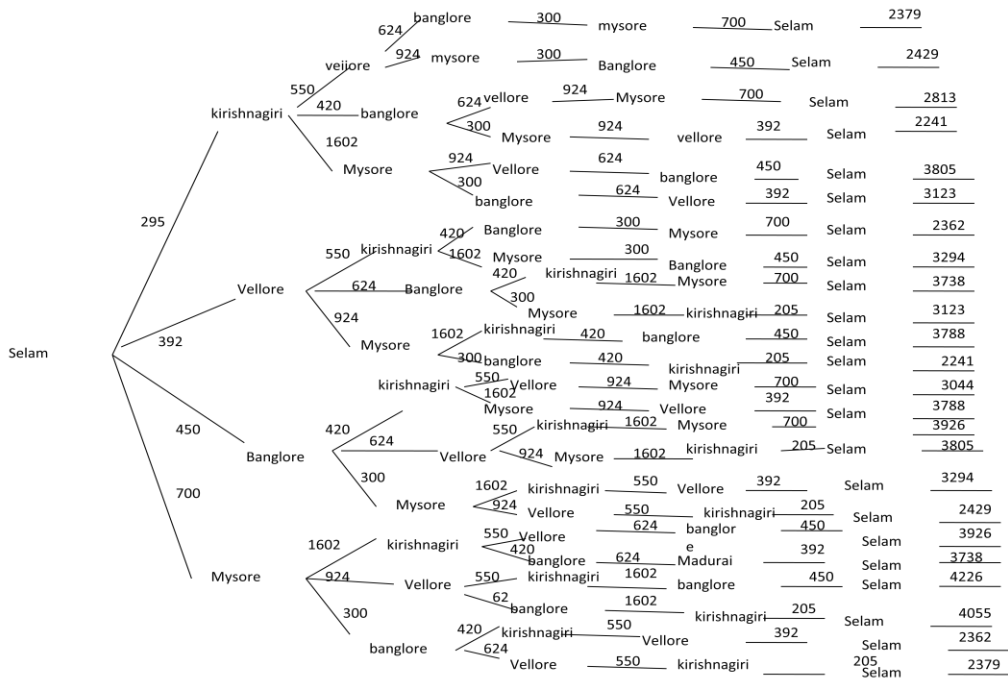 624 banglore 300 mysore 700 Selam 2379
550 veiiore 924 mysore 300 Banglore 450 Selam 2429
kirishnagiri 420 banglore 624 vellore 924 Mysore 700 Selam 2813
300 Mysore 924 vellore 392 Selam 2241
1602 Mysore 924 Vellore 624 banglore 450 Selam 3805
300 banglore 624 Vellore 392 Selam 3123
295
550 kirishnagiri 420 Banglore 300 Mysore 700 Selam 2362
1602 Mysore 300 Banglore 450 Selam 3294
Vellore 624 Banglore 420 kirishnagiri 1602 Mysore 700 Selam 3738
300 Mysore 1602 kirishnagiri 205 Selam 3123
924 Mysore 1602 kirishnagiri 420 banglore 450 Selam 3788
392
Selam
300 banglore 420 kirishnagiri 205 Selam 2241
kirishnagiri 550 Vellore 924 Mysore 700 Selam 3044
1602 Mysore 924 Vellore 392 Selam 3788
450 420
Banglore 624 Vellore 550 kirishnagiri 1602 Mysore 700 3926
924 Mysore 1602 kirishnagiri 205 Selam 3805
300 Mysore 1602 kirishnagiri 550 Vellore 392 Selam 3294
700
924 Vellore 550 kirishnagiri 205 Selam 2429
1602 kirishnagiri 550 Vellore 624 banglor e 450 Selam 3926
420 banglore 624 Madurai 392 Selam 3738
Mysore 924 Vellore 550 kirishnagiri 1602 banglore 450 Selam 4226
62 banglore 1602 kirishnagiri 205 Selam 4055
300 banglore 420 kirishnagiri 550 Vellore 392 Selam 2362
624 Vellore 550 kirishnagiri 205 Selam 2379